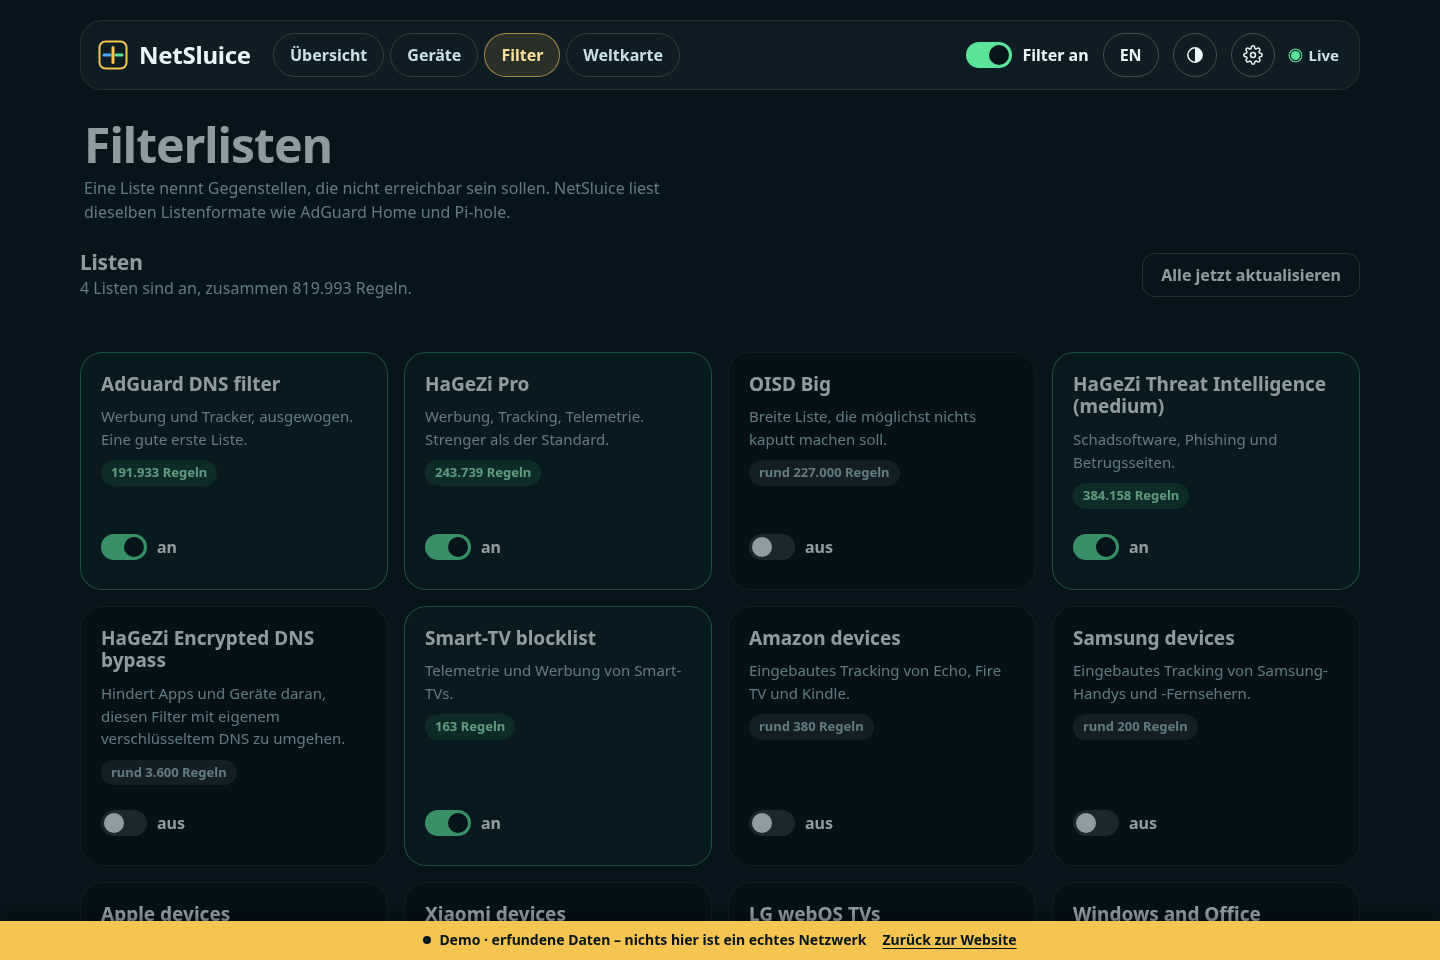 NetSluice
Übersicht
Geräte
Filter
Weltkarte
Filter an
EN
Live
Filterlisten
Eine Liste nennt Gegenstellen, die nicht erreichbar sein sollen. NetSluice liest
dieselben Listenformate wie AdGuard Home und Pi-hole.
Listen
4 Listen sind an, zusammen 819.993 Regeln.
Alle jetzt aktualisieren
AdGuard DNS filter
Werbung und Tracker, ausgewogen.
Eine gute erste Liste.
191.933 Regeln
an
HaGeZi Pro
Werbung, Tracking, Telemetrie.
Strenger als der Standard.
243.739 Regeln
an
OISD Big
Breite Liste, die möglichst nichts
kaputt machen soll.
rund 227.000 Regeln
aus
HaGeZi Threat Intelligence
(medium)
Schadsoftware, Phishing und
Betrugsseiten.
384.158 Regeln
an
HaGeZi Encrypted DNS
bypass
Hindert Apps und Geräte daran,
diesen Filter mit eigenem
verschlüsseltem DNS zu umgehen.
rund 3.600 Regeln
aus
Smart-TV blocklist
Telemetrie und Werbung von Smart-
TVs.
163 Regeln
an
Amazon devices
Eingebautes Tracking von Echo, Fire
TV und Kindle.
rund 380 Regeln
aus
Samsung devices
Eingebautes Tracking von Samsung-
Handys und -Fernsehern.
rund 200 Regeln
aus
Apple devices
Xiaomi devices
LG webOS TVs
Windows and Office
Demo · erfundene Daten – nichts hier ist ein echtes Netzwerk
Zurück zur Website